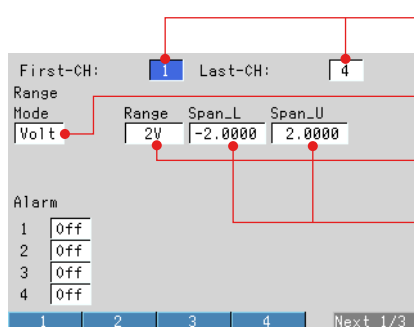 First-CH: 1 Last-CH: 4
Range
Mode Range Span_L Span_U
Volt 2V -2.0000 2.0000
Alarm
1 Off
2 Off
3 Off
4 Off
1 2 3 4 Next 1/3